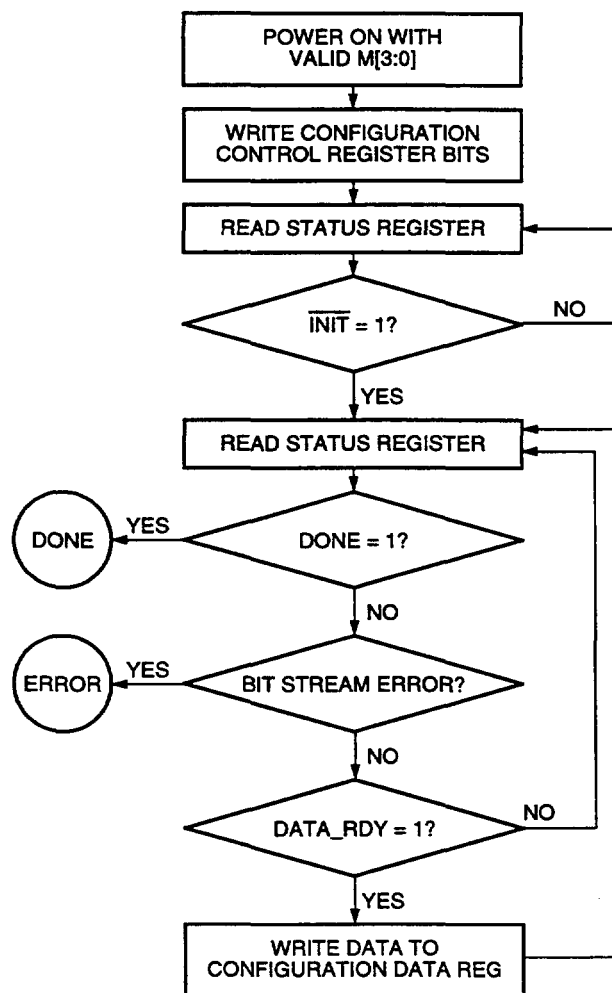 POWER ON WITH
VALID M[3:0]
WRITE CONFIGURATION
CONTROL REGISTER BITS
READ STATUS REGISTER
I̅N̅I̅T̅ = 1?
NO
YES
READ STATUS REGISTER
DONE
YES
DONE = 1?
NO
ERROR
YES
BIT STREAM ERROR?
NO
DATA_RDY = 1?
NO
YES
WRITE DATA TO
CONFIGURATION DATA REG